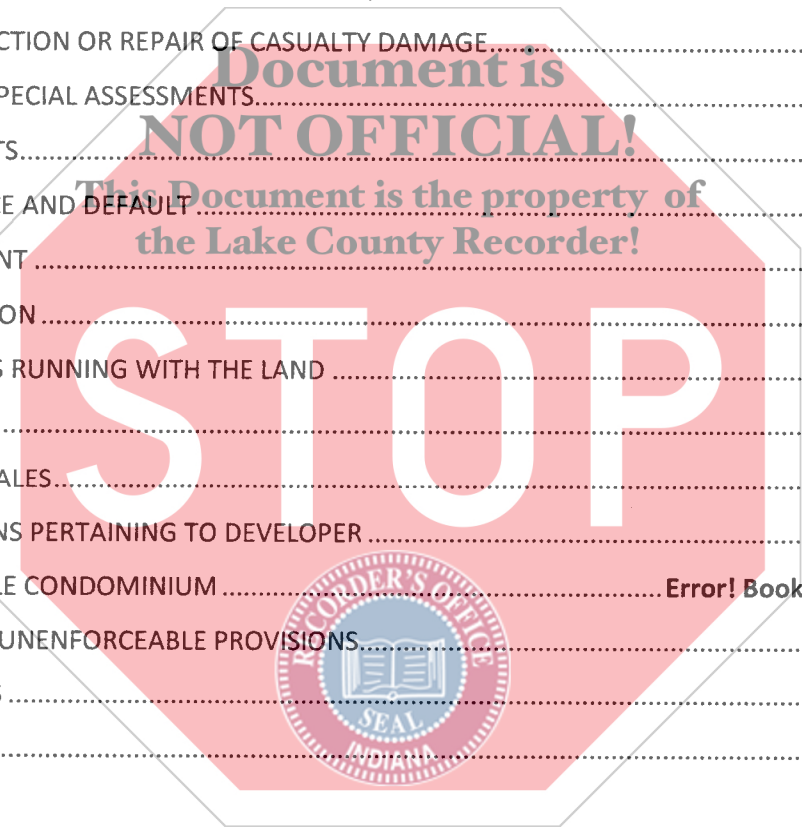 CTION OR REPAIR OF CASUALTY DAMAGE
Document is
PECIAL ASSESSMENTS
NOT OFFICIAL!
TS
This Document is the property of
CE AND DEFAULT
the Lake County Recorder!
NT
ON
S RUNNING WITH THE LAND
STOP
ALES
NS PERTAINING TO DEVELOPER
LE CONDOMINIUM Error! Book
UNENFORCEABLE PROVISIONS
S
RECORDER'S OFFICE
SEAL
INDIANA